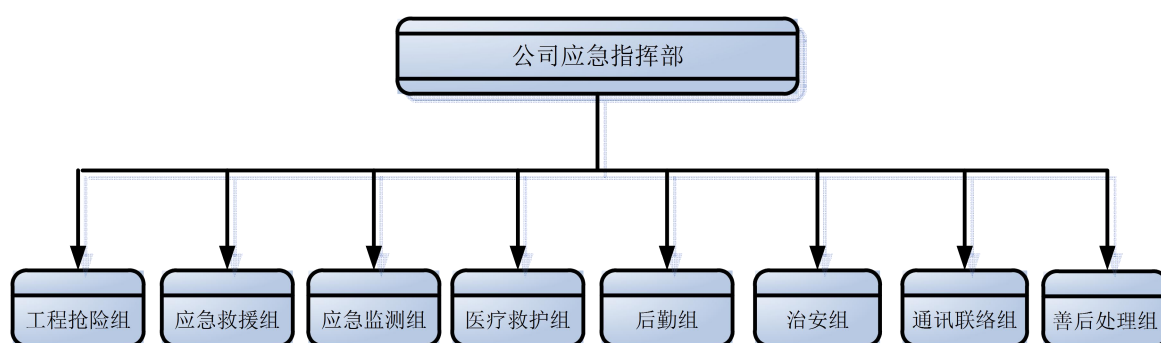 公司应急指挥部
工程抢险组
应急救援组
应急监测组
医疗救护组
后勤组
治安组
通讯联络组
善后处理组